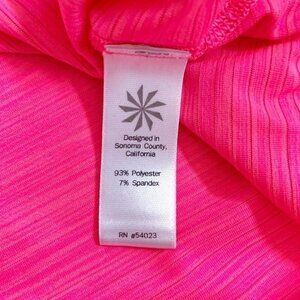 Designed in
Sonoma County,
California
93% Polyester
7% Spandex
RN #54023